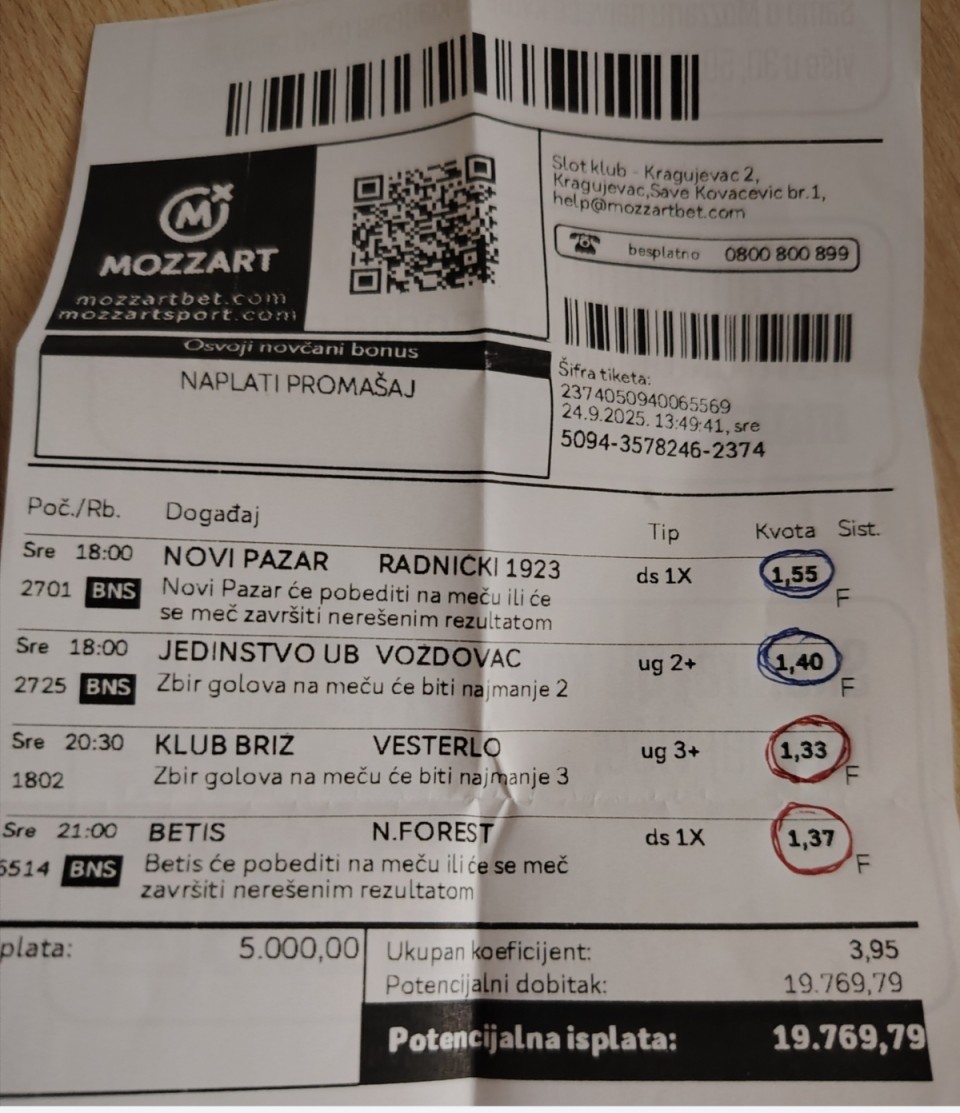 MOZZART
mozzartbet.com
mozzartsport.com
Slot klub - Kragujevac 2,
Kragujevac,Save Kovacevic br.1,
help@mozzartbet.com
besplatno 0800 800 899
Osvoji novčani bonus
NAPLATI PROMAŠAJ
Šifra tiketa:
2374050940065569
24.9.2025. 13:49:41, sre
5094-3578246-2374
Poč./Rb. Događaj Tip Kvota Sist.
Sre 18:00 NOVI PAZAR RADNIČKI 1923 ds 1X 1,55 F
2701 BNS Novi Pazar će pobediti na meču ili će
se meč završiti nerešenim rezultatom
Sre 18:00 JEDINSTVO UB VOŽDOVAC ug 2+ 1,40 F
2725 BNS Zbir golova na meču će biti najmanje 2
Sre 20:30 KLUB BRIŽ VESTERLO ug 3+ 1,33 F
1802 Zbir golova na meču će biti najmanje 3
Sre 21:00 BETIS N.FOREST ds 1X 1,37 F
5514 BNS Betis će pobediti na meču ili će se meč
završiti nerešenim rezultatom
plata: 5.000,00
Ukupan koeficijent: 3,95
Potencijalni dobitak: 19.769,79
Potencijalna isplata: 19.769,79